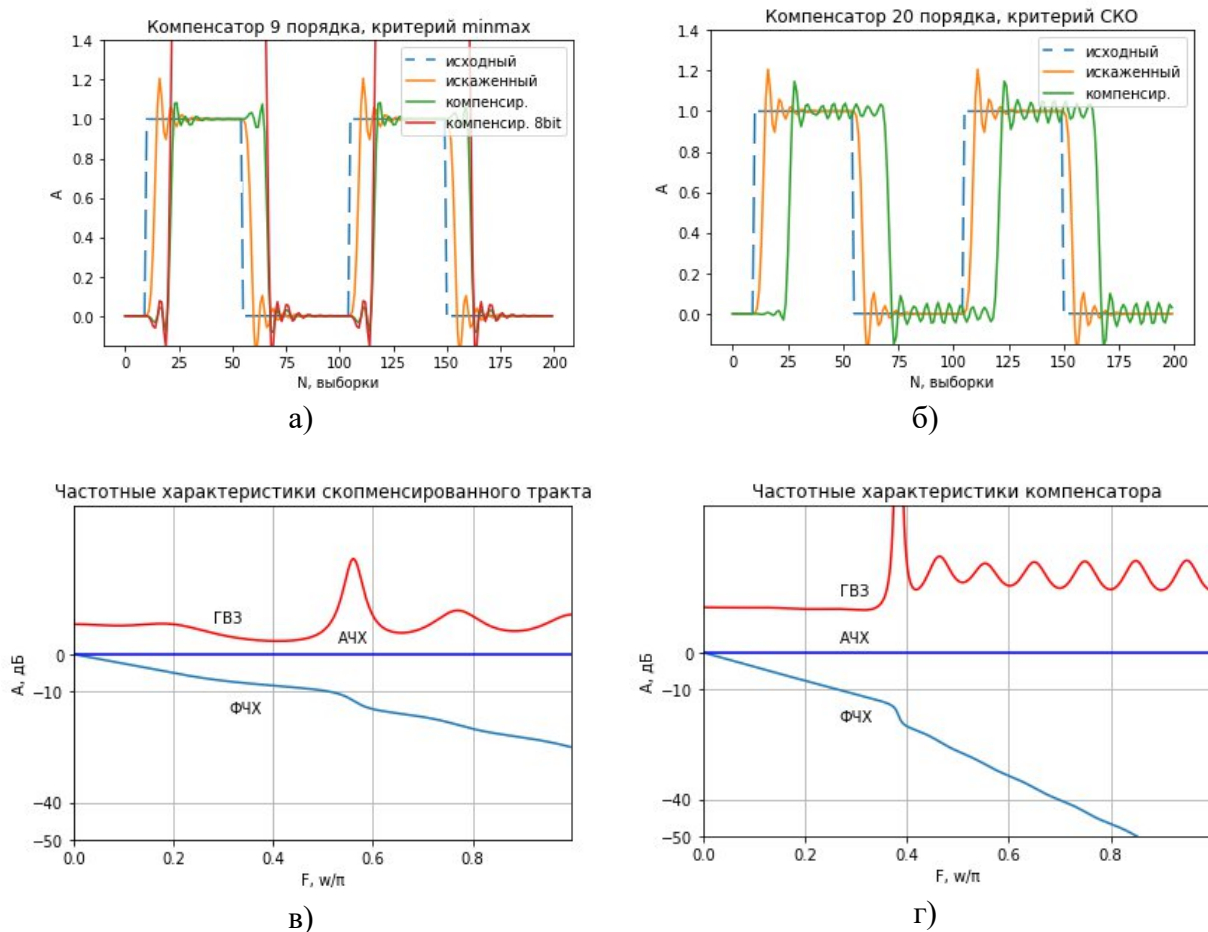 Компенсатор 9 порядка, критерий minmax
1.4
1.2
1.0
0.8
0.6
0.4
0.2
0.0
A
исходный
искаженный
компенсир.
компенсир. 8bit
0 25 50 75 100 125 150 175 200
N, выборки
а)
Компенсатор 20 порядка, критерий СКО
1.4
1.2
1.0
0.8
0.6
0.4
0.2
0.0
A
исходный
искаженный
компенсир.
0 25 50 75 100 125 150 175 200
N, выборки
б)
Частотные характеристики скопменсированного тракта
A, дБ
0
−10
−40
−50
ГВЗ
АЧХ
ФЧХ
0.0 0.2 0.4 0.6 0.8
F, w/π
в)
Частотные характеристики компенсатора
A, дБ
0
−10
−40
−50
ГВЗ
АЧХ
ФЧХ
0.0 0.2 0.4 0.6 0.8
F, w/π
г)